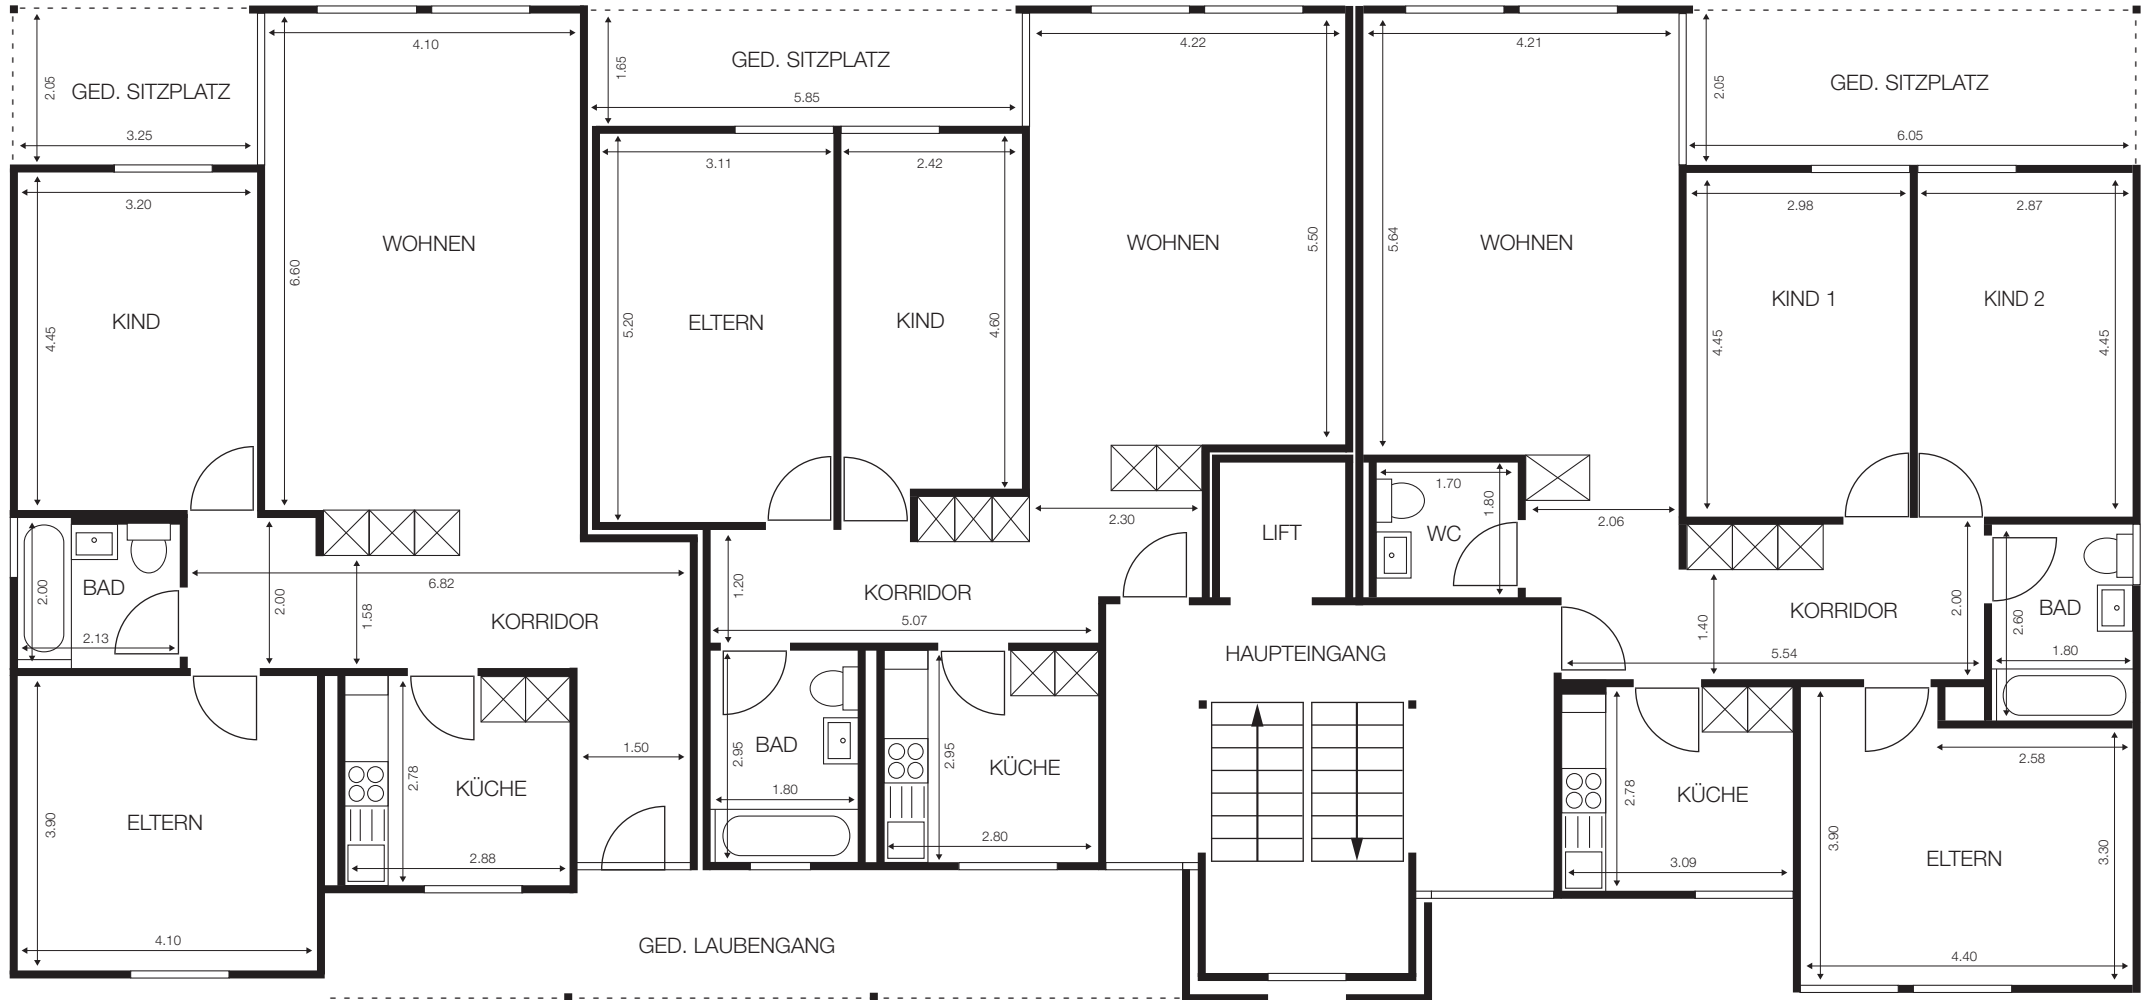 4.10
4.22
4.21
GED. SITZPLATZ
1.65
2.05
GED. SITZPLATZ
5.85
2.05
GED. SITZPLATZ
3.25
6.05
3.11
2.42
3.20
2.98
2.87
WOHNEN
WOHNEN
WOHNEN
5.50
5.64
6.60
KIND 1
KIND 2
KIND
ELTERN
KIND
4.45
5.20
4.60
4.45
4.45
1.70
1.80
2.30
2.06
LIFT
WC
6.82
BAD
2.00
2.00
1.58
1.20
KORRIDOR
5.07
KORRIDOR
2.13
KORRIDOR
1.40
2.00
2.60
BAD
1.80
5.54
HAUPTEINGANG
1.50
BAD
2.95
2.95
2.58
KÜCHE
2.78
KÜCHE
1.80
KÜCHE
2.78
ELTERN
3.90
2.80
2.88
3.09
3.90
ELTERN
3.30
4.10
GED. LAUBENGANG
4.40